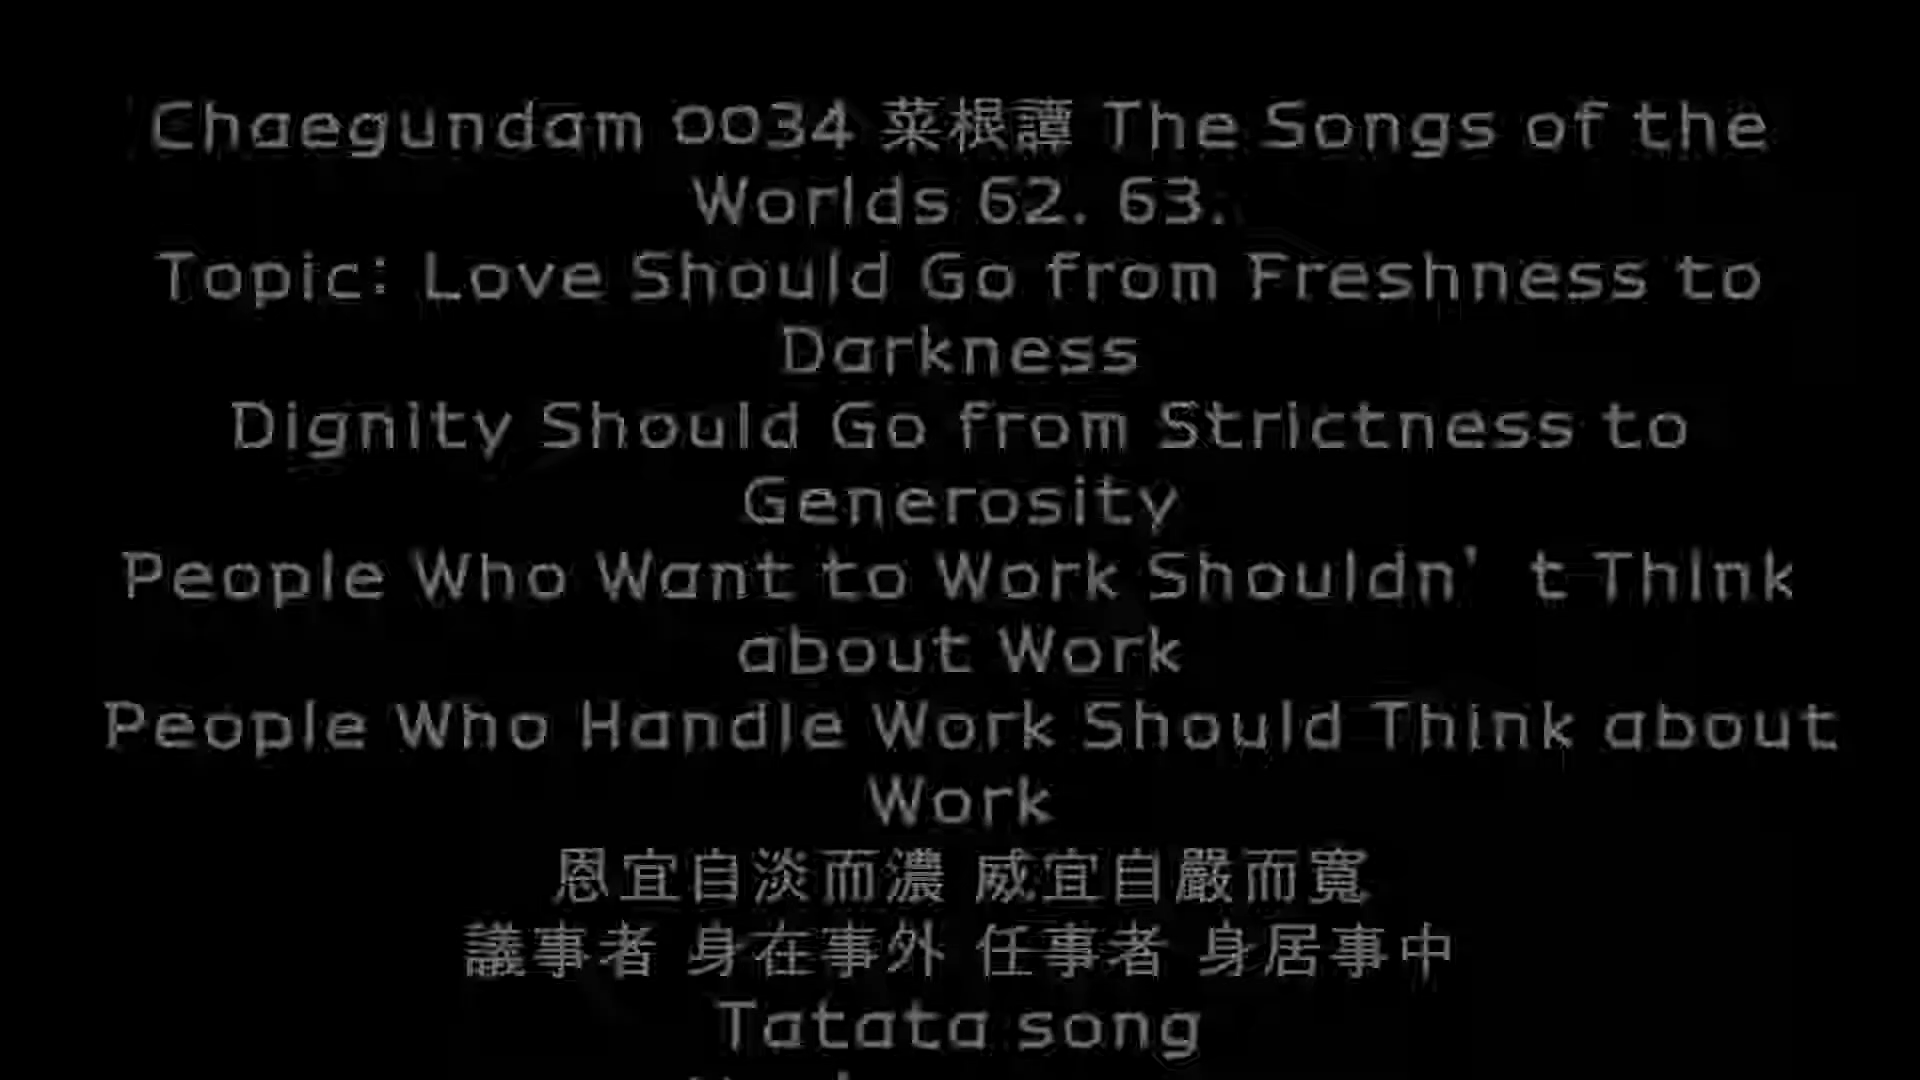 Chaegundam 0034 菜根譚 The Songs of the
Worlds 62. 63.
Topic: Love Should Go from Freshness to
Darkness
Dignity Should Go from Strictness to
Generosity
People Who Want to Work Shouldn't Think
about Work
People Who Handle Work Should Think about
Work
恩宜自淡而濃 威宜自嚴而寬
議事者 身在事外 任事者 身居事中
Tatata song